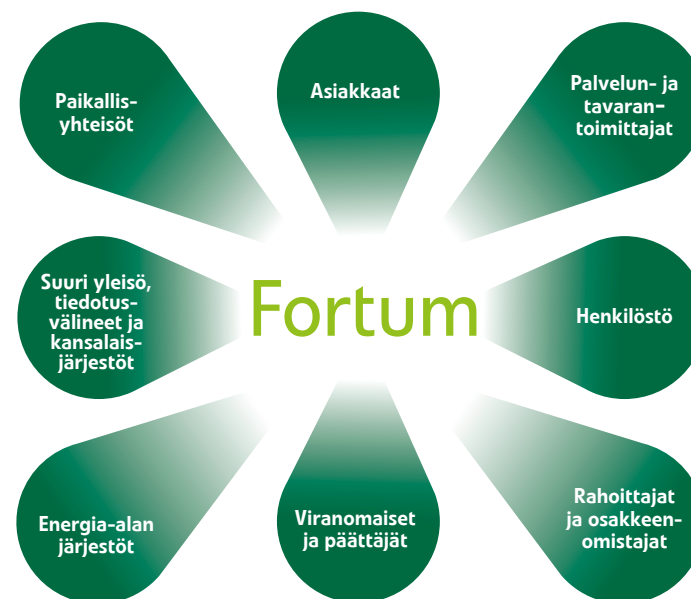 Paikallis-
yhteisöt
Asiakkaat
Palvelun- ja
tavaran-
toimittajat
Suuri yleisö,
tiedotus-
välineet ja
kansalais-
järjestöt
Fortum
Henkilöstö
Energia-alan
järjestöt
Viranomaiset
ja päättäjät
Rahoittajat
ja osakkeen-
omistajat